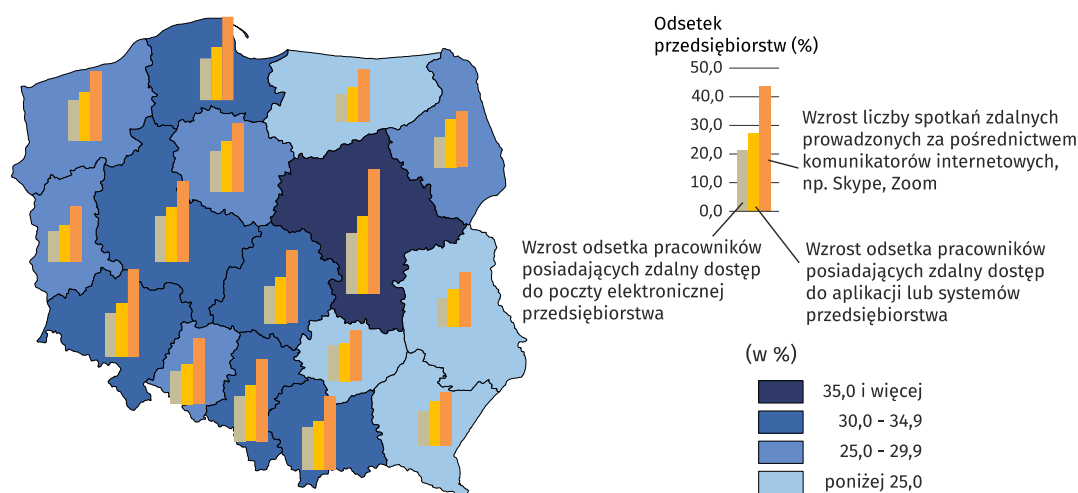 Odsetek
przedsiębiorstw (%)
50,0
40,0
30,0
20,0
10,0
0,0
Wzrost liczby spotkań zdalnych
prowadzonych za pośrednictwem
komunikatorów internetowych,
np. Skype, Zoom
Wzrost odsetka pracowników
posiadających zdalny dostęp
do poczty elektronicznej
przedsiębiorstwa
Wzrost odsetka pracowników
posiadających zdalny dostęp
do aplikacji lub systemów
przedsiębiorstwa
(w %)
35,0 i więcej
30,0 - 34,9
25,0 - 29,9
poniżej 25,0